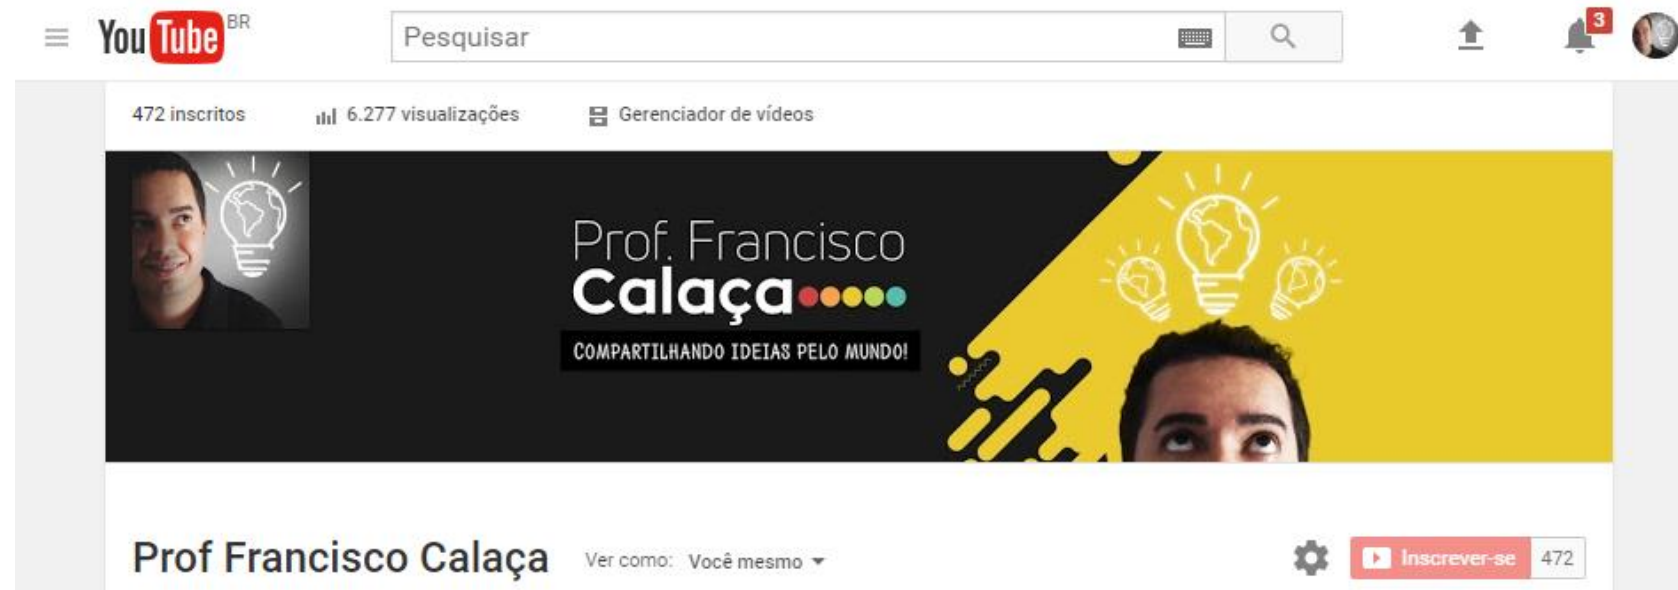 YouTube BR
Pesquisar
3
472 inscritos
6.277 visualizações
Gerenciador de vídeos
Prof. Francisco
Calaça
COMPARTILHANDO IDEIAS PELO MUNDO!
Prof Francisco Calaça
Ver como: Você mesmo
Inscrever-se 472